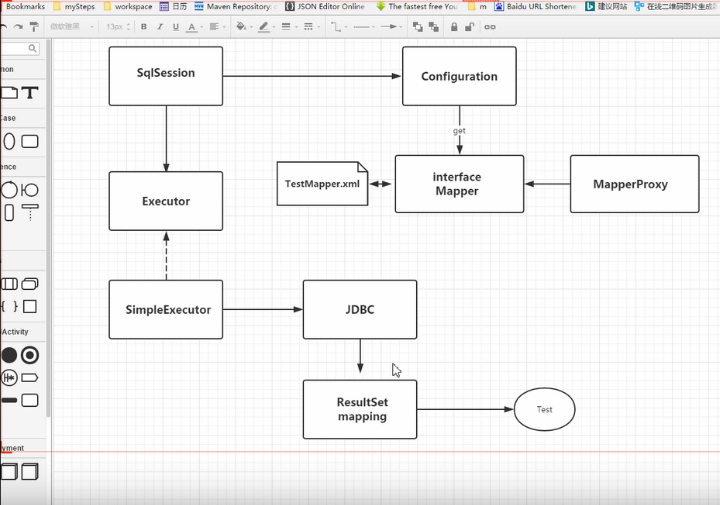 Bookmarks mySteps workspace 日历 Maven Repository: JSON Editor Online The fastest free You m Baidu URL Shortene 建议网站 在线二维码图片生成
微软雅黑 13px B I U A
non
ase
ence
Activity
yment
SqlSession
Configuration
get
TestMapper.xml
interface
Mapper
MapperProxy
Executor
SimpleExecutor
JDBC
ResultSet
mapping
Test